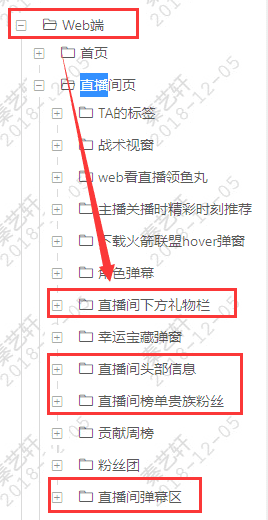 Web端
首页
直播间页
TA的标签
战术视窗
web看直播领鱼丸
主播关播时精彩时刻推荐
下载火箭联盟hover弹窗
角色弹幕
直播间下方礼物栏
幸运宝藏弹窗
直播间头部信息
直播间榜单贵族粉丝
贡献周榜
粉丝团
直播间弹幕区
秦艺轩
2018-12-05